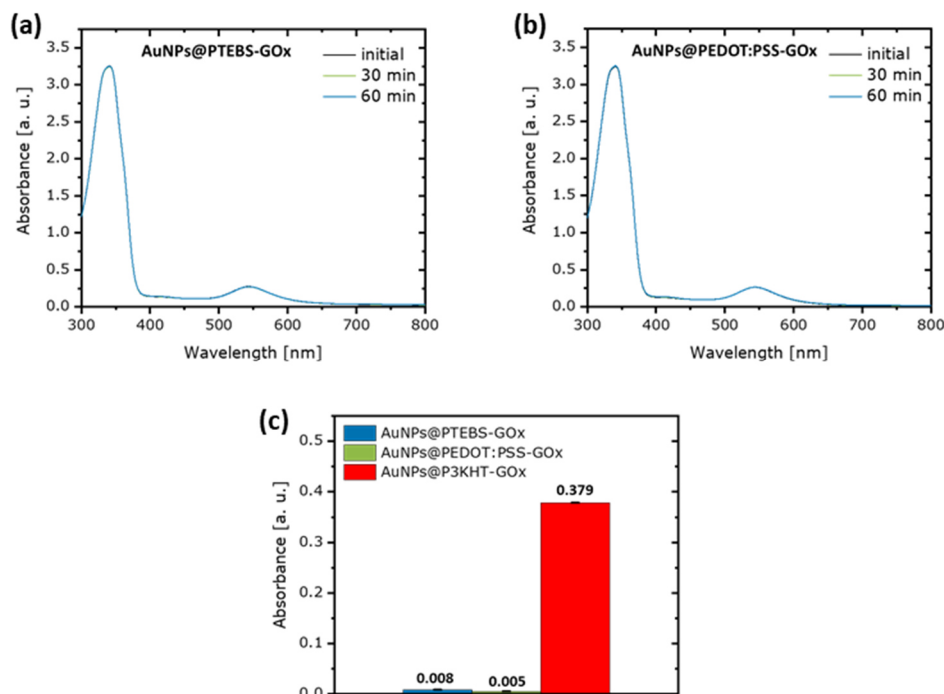 (a)
AuNPs@PTEBS-GOx
initial
30 min
60 min
3.5
3.0
2.5
2.0
1.5
1.0
0.5
0.0
Absorbance [a. u.]
300 400 500 600 700 800
Wavelength [nm]
(b)
AuNPs@PEDOT:PSS-GOx
initial
30 min
60 min
3.5
3.0
2.5
2.0
1.5
1.0
0.5
0.0
Absorbance [a. u.]
300 400 500 600 700 800
Wavelength [nm]
(c)
AuNPs@PTEBS-GOx
AuNPs@PEDOT:PSS-GOx
AuNPs@P3KHT-GOx
0.5
0.4
0.3
0.2
0.1
0.0
Absorbance [a. u.]
0.008
0.005
0.379